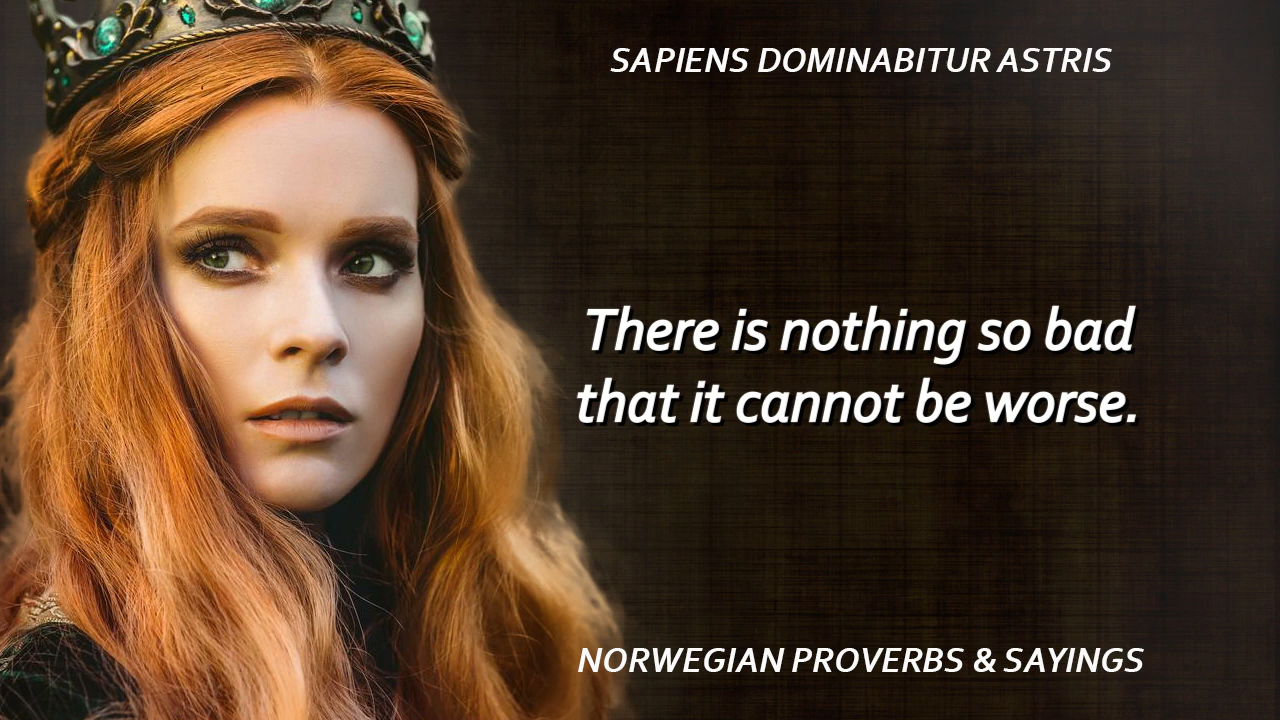 SAPIENS DOMINABITUR ASTRIS
There is nothing so bad
that it cannot be worse.
NORWEGIAN PROVERBS & SAYINGS